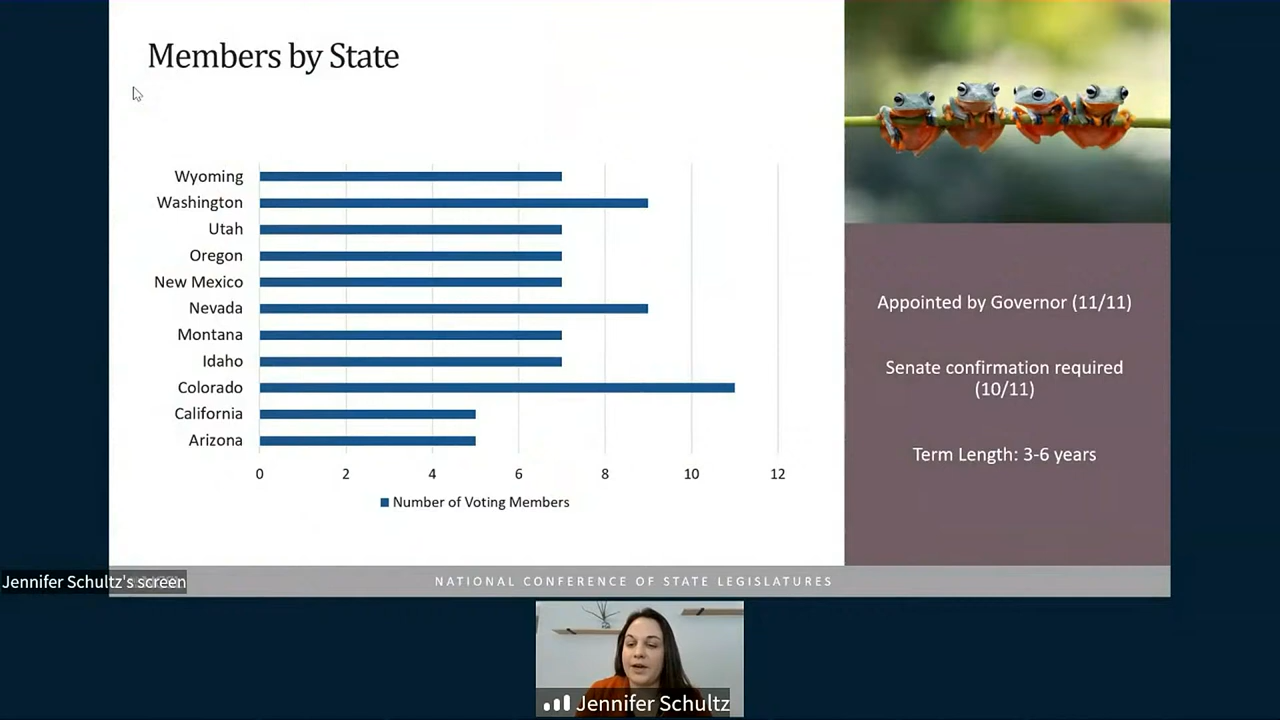 Members by State
Wyoming
Washington
Utah
Oregon
New Mexico
Nevada
Montana
Idaho
Colorado
California
Arizona
0 2 4 6 8 10 12
Number of Voting Members
Appointed by Governor (11/11)
Senate confirmation required
(10/11)
Term Length: 3-6 years
Jennifer Schultz's screen
NATIONAL CONFERENCE OF STATE LEGISLATURES
Jennifer Schultz